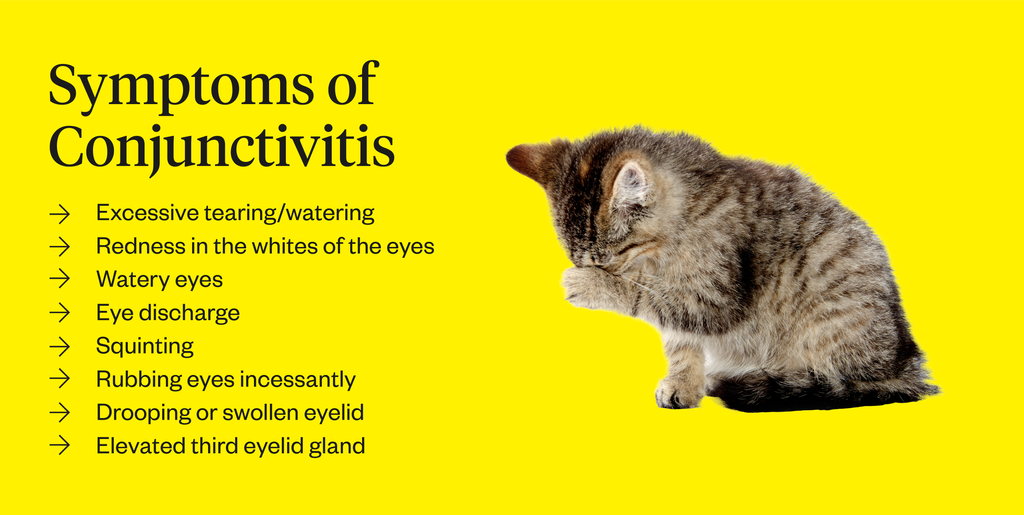 Symptoms of
Conjunctivitis
→ Excessive tearing/watering
→ Redness in the whites of the eyes
→ Watery eyes
→ Eye discharge
→ Squinting
→ Rubbing eyes incessantly
→ Drooping or swollen eyelid
→ Elevated third eyelid gland